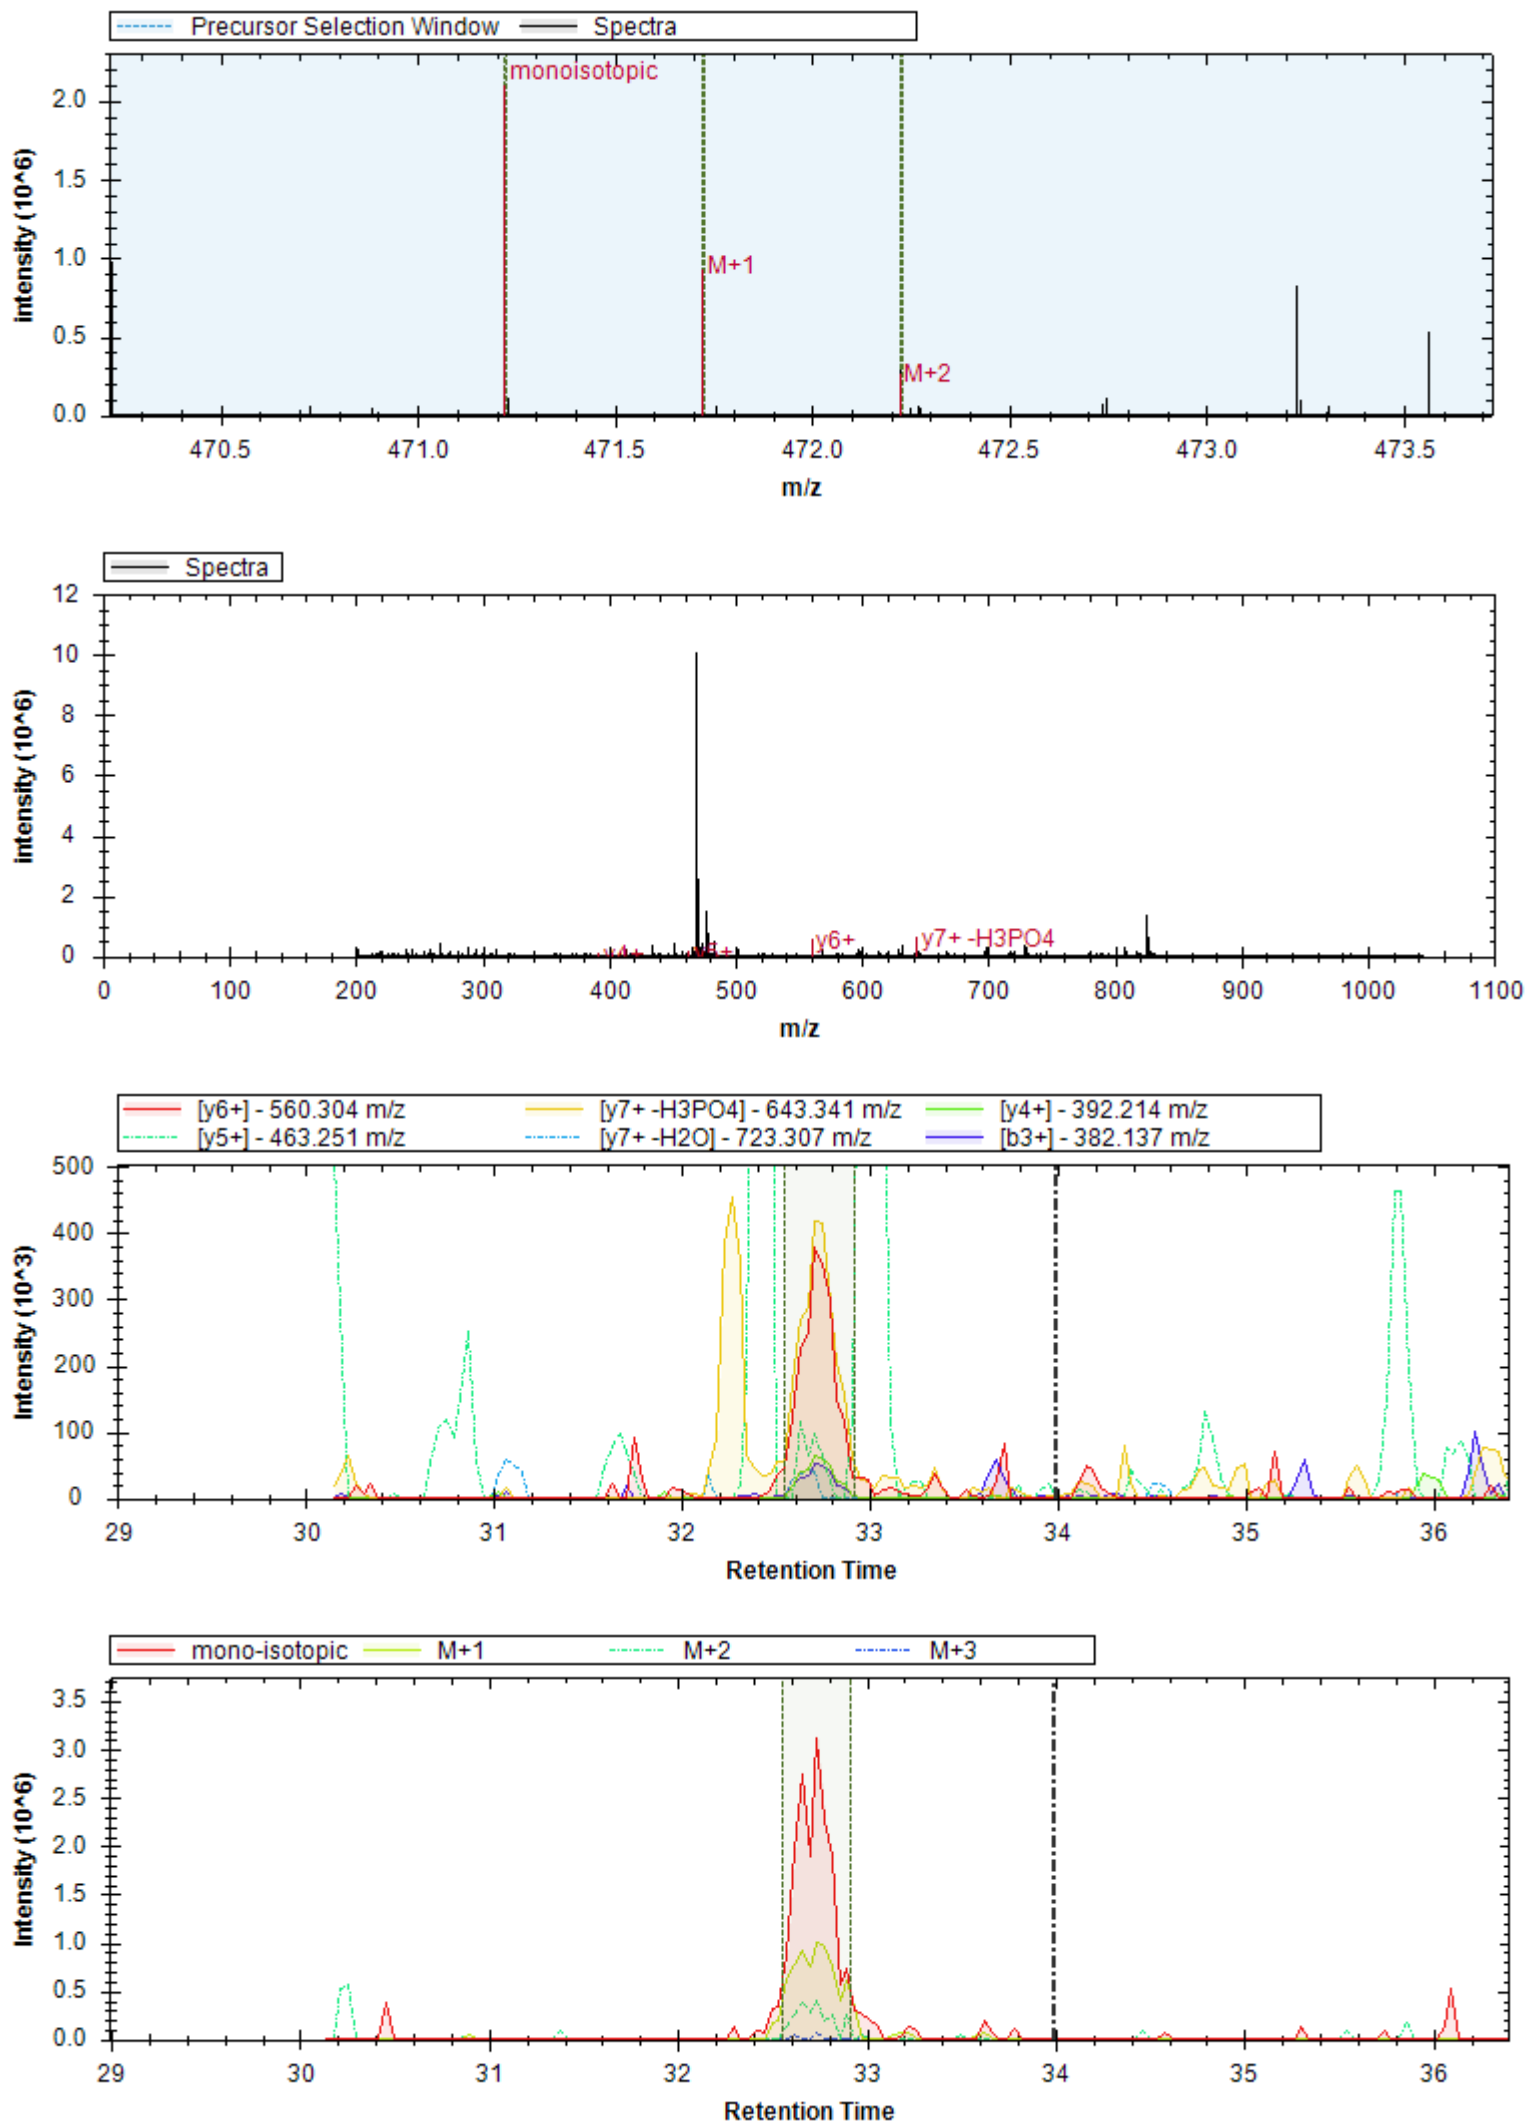 Precursor Selection Window Spectra
monoisotopic
M+1
M+2
2.0
1.5
1.0
0.5
0.0
intensity (10^6)
470.5 471.0 471.5 472.0 472.5 473.0 473.5
m/z
Spectra
12
10
8
6
4
2
0
intensity (10^6)
y6+ y7+ -H3PO4
0 100 200 300 400 500 600 700 800 900 1000 1100
m/z
[y6+] - 560.304 m/z [y7+ -H3PO4] - 643.341 m/z [y4+] - 392.214 m/z
[y5+] - 463.251 m/z [y7+ -H2O] - 723.307 m/z [b3+] - 382.137 m/z
500
400
300
200
100
0
Intensity (10^3)
29 30 31 32 33 34 35 36
Retention Time
mono-isotopic M+1 M+2 M+3
3.5
3.0
2.5
2.0
1.5
1.0
0.5
0.0
Intensity (10^6)
29 30 31 32 33 34 35 36
Retention Time